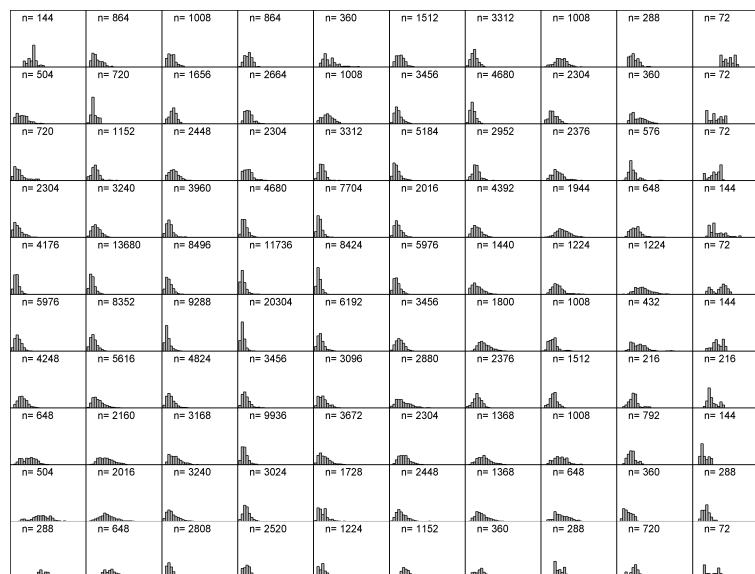 n= 144 n= 864 n= 1008 n= 864 n= 360 n= 1512 n= 3312 n= 1008 n= 288 n= 72
n= 504 n= 720 n= 1656 n= 2664 n= 1008 n= 3456 n= 4680 n= 2304 n= 360 n= 72
n= 720 n= 1152 n= 2448 n= 2304 n= 3312 n= 5184 n= 2952 n= 2376 n= 576 n= 72
n= 2304 n= 3240 n= 3960 n= 4680 n= 7704 n= 2016 n= 4392 n= 1944 n= 648 n= 144
n= 4176 n= 13680 n= 8496 n= 11736 n= 8424 n= 5976 n= 1440 n= 1224 n= 1224 n= 72
n= 5976 n= 8352 n= 9288 n= 20304 n= 6192 n= 3456 n= 1800 n= 1008 n= 432 n= 144
n= 4248 n= 5616 n= 4824 n= 3456 n= 3096 n= 2880 n= 2376 n= 1512 n= 216 n= 216
n= 648 n= 2160 n= 3168 n= 9936 n= 3672 n= 2304 n= 1368 n= 1008 n= 792 n= 144
n= 504 n= 2016 n= 3240 n= 3024 n= 1728 n= 2448 n= 1368 n= 648 n= 360 n= 288
n= 288 n= 648 n= 2808 n= 2520 n= 1224 n= 1152 n= 360 n= 288 n= 720 n= 72